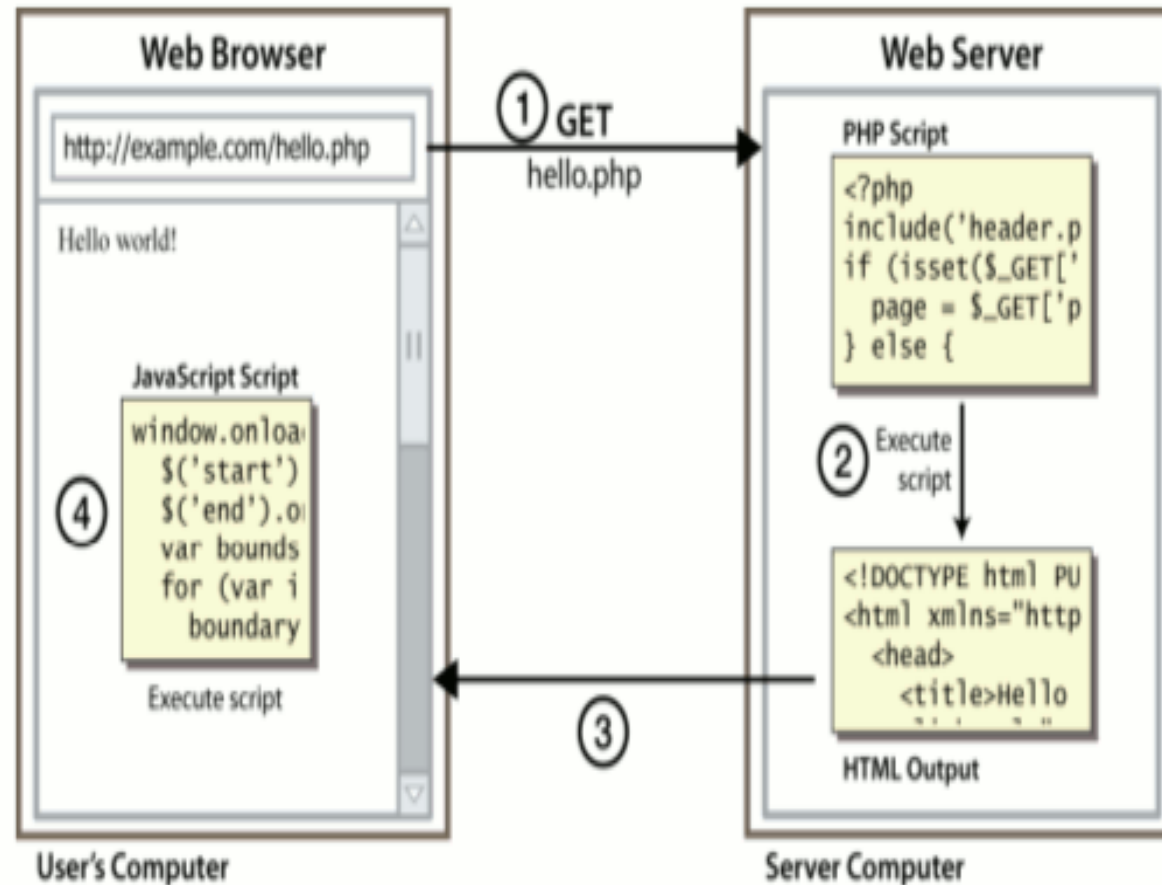 Web Browser
http://example.com/hello.php
Hello world!
JavaScript Script
window.onloa
$('start')
$('end').o
var bounds
for (var i
boundary
4
Execute script
User's Computer
1 GET
hello.php
3
Web Server
PHP Script
<?php
include('header.p
if (isset($_GET['
page = $_GET['p
} else {
2 Execute
script
<!DOCTYPE html PU
<html xmlns="http
<head>
<title>Hello
HTML Output
Server Computer